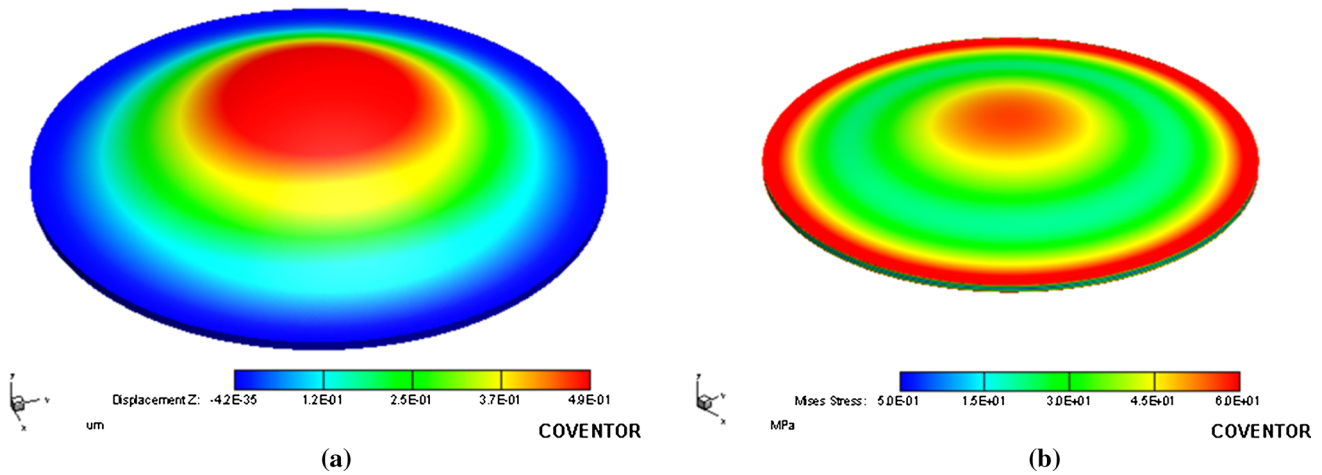 Displacement Z: -4.2E-35 1.2E-01 2.5E-01 3.7E-01 4.9E-01
um
COVENTOR
(a)
Mises Stress: 5.0E-01 1.5E+01 3.0E+01 4.5E+01 6.0E+01
MPa
COVENTOR
(b)